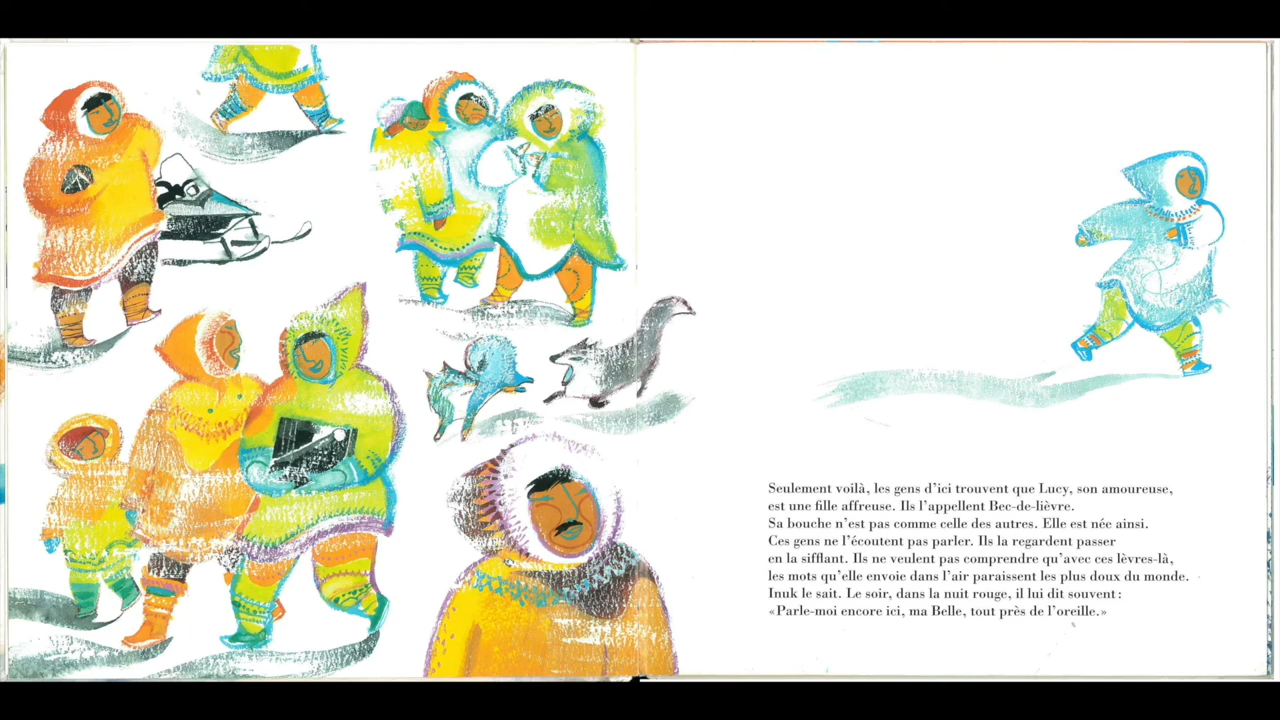 Seulement voilà, les gens d'ici trouvent que Lucy, son amoureuse,
est une fille affreuse. Ils l'appellent Bec-de-lièvre.
Sa bouche n'est pas comme celle des autres. Elle est née ainsi.
Ces gens ne l'écoutent pas parler. Ils la regardent passer
en la sifflant. Ils ne veulent pas comprendre qu'avec ces lèvres-là,
les mots qu'elle envoie dans l'air paraissent les plus doux du monde.
Inuk le sait. Le soir, dans la nuit rouge, il lui dit souvent :
«Parle-moi encore ici, ma Belle, tout près de l'oreille.»